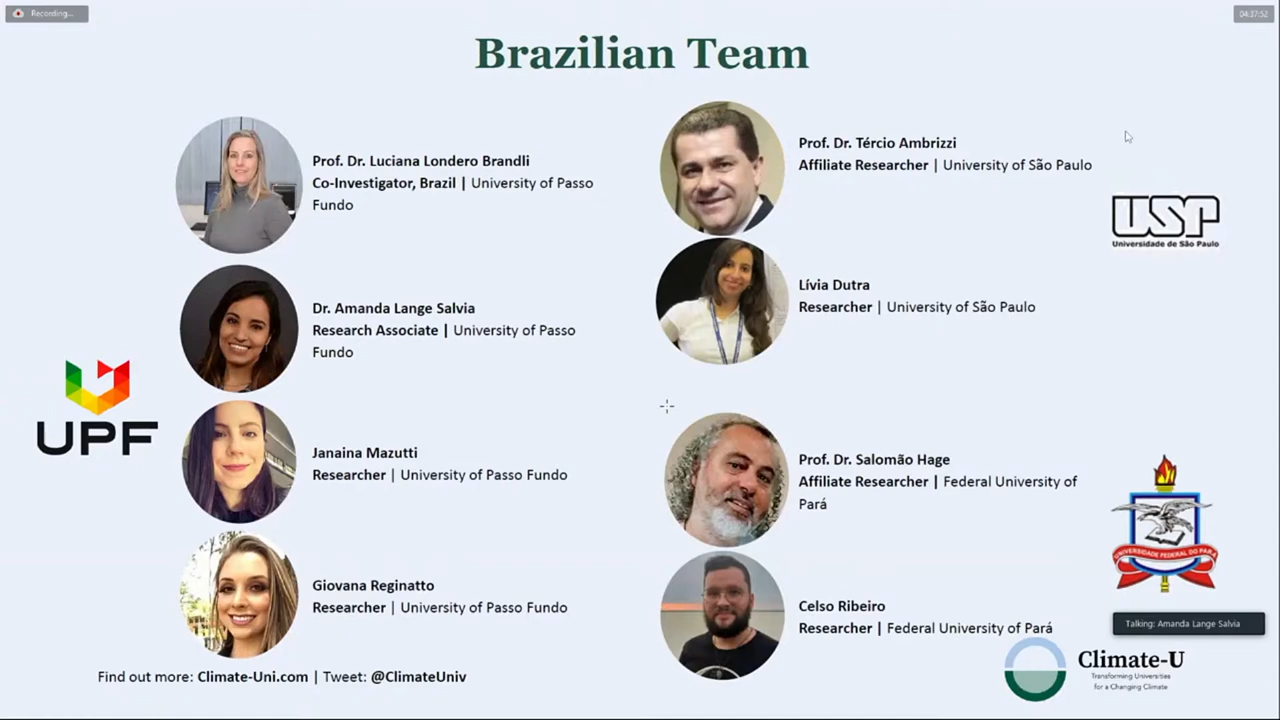 Recording...
04:37:52
Brazilian Team
Prof. Dr. Luciana Londero Brandli
Co-Investigator, Brazil | University of Passo
Fundo
Dr. Amanda Lange Salvia
Research Associate | University of Passo
Fundo
UPF
Janaina Mazutti
Researcher | University of Passo Fundo
Giovana Reginatto
Researcher | University of Passo Fundo
Prof. Dr. Tércio Ambrizzi
Affiliate Researcher | University of São Paulo
USP
Universidade de São Paulo
Lívia Dutra
Researcher | University of São Paulo
Prof. Dr. Salomão Hage
Affiliate Researcher | Federal University of
Pará
UNIVERSIDADE FEDERAL DO PARÁ
Celso Ribeiro
Researcher | Federal University of Pará
Talking: Amanda Lange Salvia
Find out more: Climate-Uni.com | Tweet: @ClimateUniv
Climate-U
Transforming Universities
for a Changing Climate